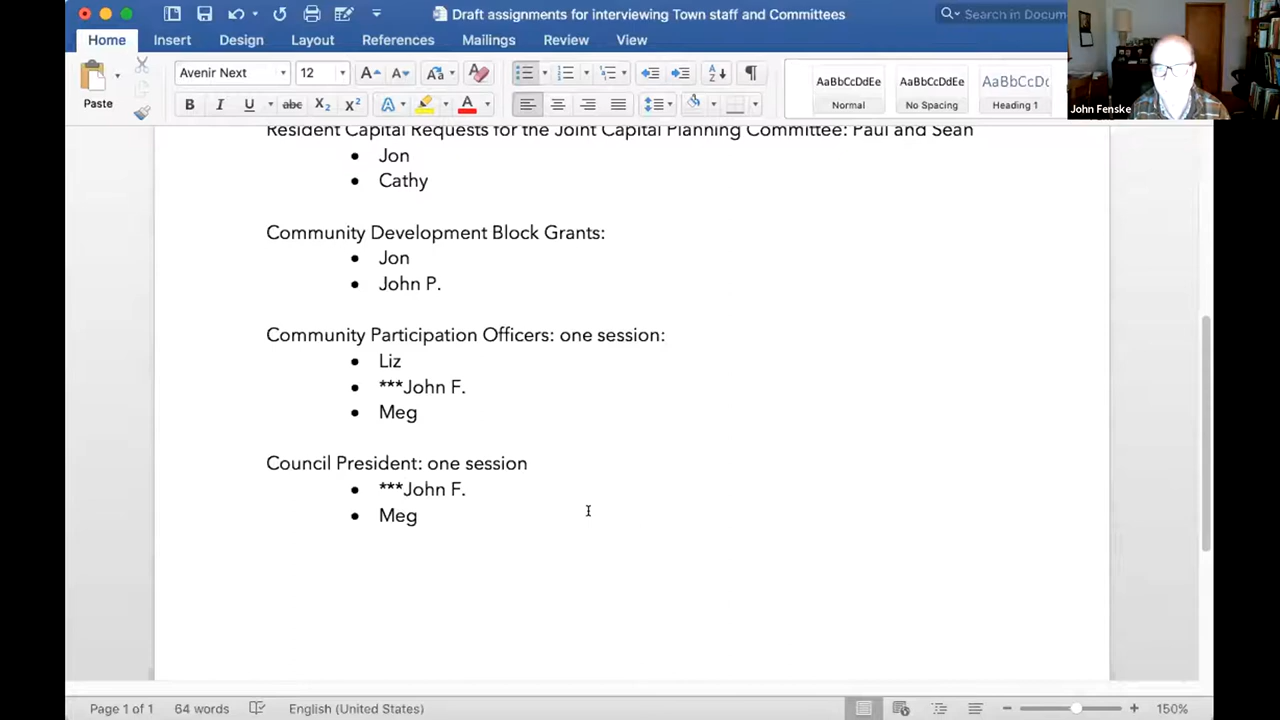 Draft assignments for interviewing Town staff and Committees
Search in Docum
Home Insert Design Layout References Mailings Review View
Paste
Avenir Next 12
AaBbCcDdEe AaBbCcDdEe AaBbCcDc
Normal No Spacing Heading 1
John Fenske
Resident Capital Requests for the Joint Capital Planning Committee: Paul and Sean
• Jon
• Cathy
Community Development Block Grants:
• Jon
• John P.
Community Participation Officers: one session:
• Liz
• ***John F.
• Meg
Council President: one session
• ***John F.
• Meg
Page 1 of 1 64 words English (United States) 150%